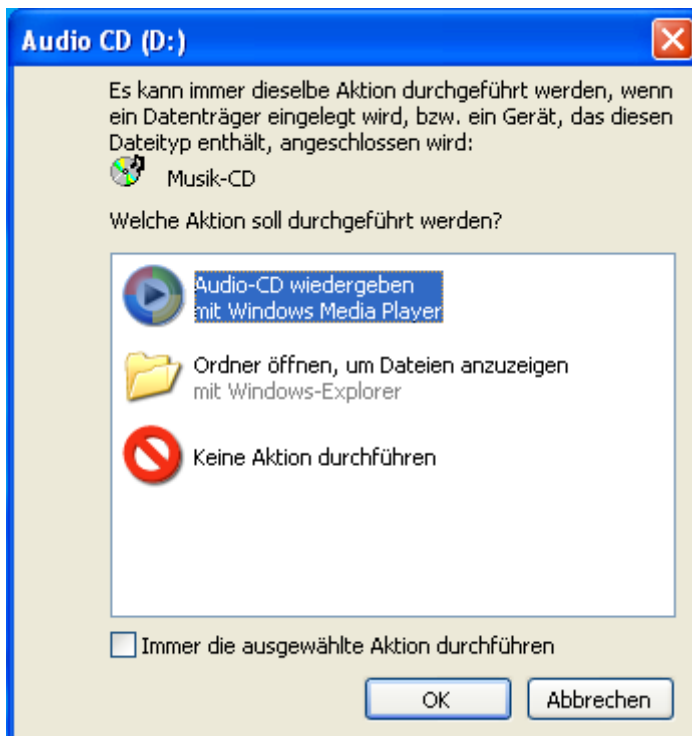 Audio CD (D:)
Es kann immer dieselbe Aktion durchgeführt werden, wenn
ein Datenträger eingelegt wird, bzw. ein Gerät, das diesen
Dateityp enthält, angeschlossen wird:
Musik-CD
Welche Aktion soll durchgeführt werden?
Audio-CD wiedergeben
mit Windows Media Player
Ordner öffnen, um Dateien anzuzeigen
mit Windows-Explorer
Keine Aktion durchführen
Immer die ausgewählte Aktion durchführen
OK
Abbrechen